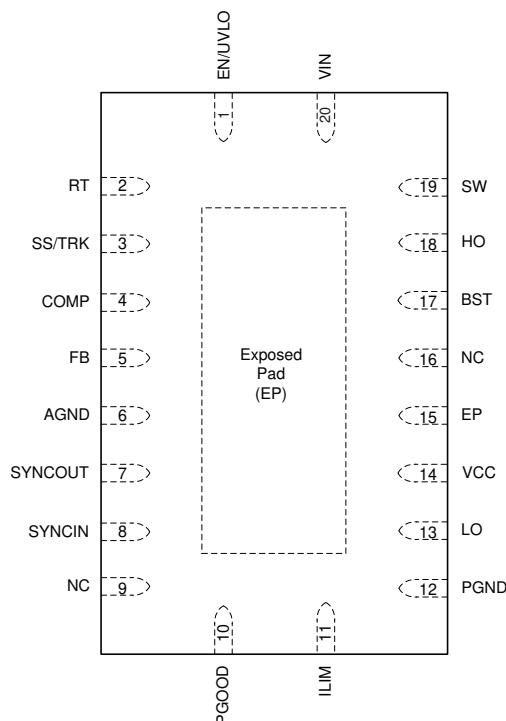 EN/UVLO
VIN
1
20
RT 2
19 SW
SS/TRK 3
18 HO
COMP 4
17 BST
FB 5
16 NC
Exposed
Pad
(EP)
AGND 6
15 EP
SYNCOUT 7
14 VCC
SYNCIN 8
13 LO
NC 9
12 PGND
10
11
PGOOD
ILIM